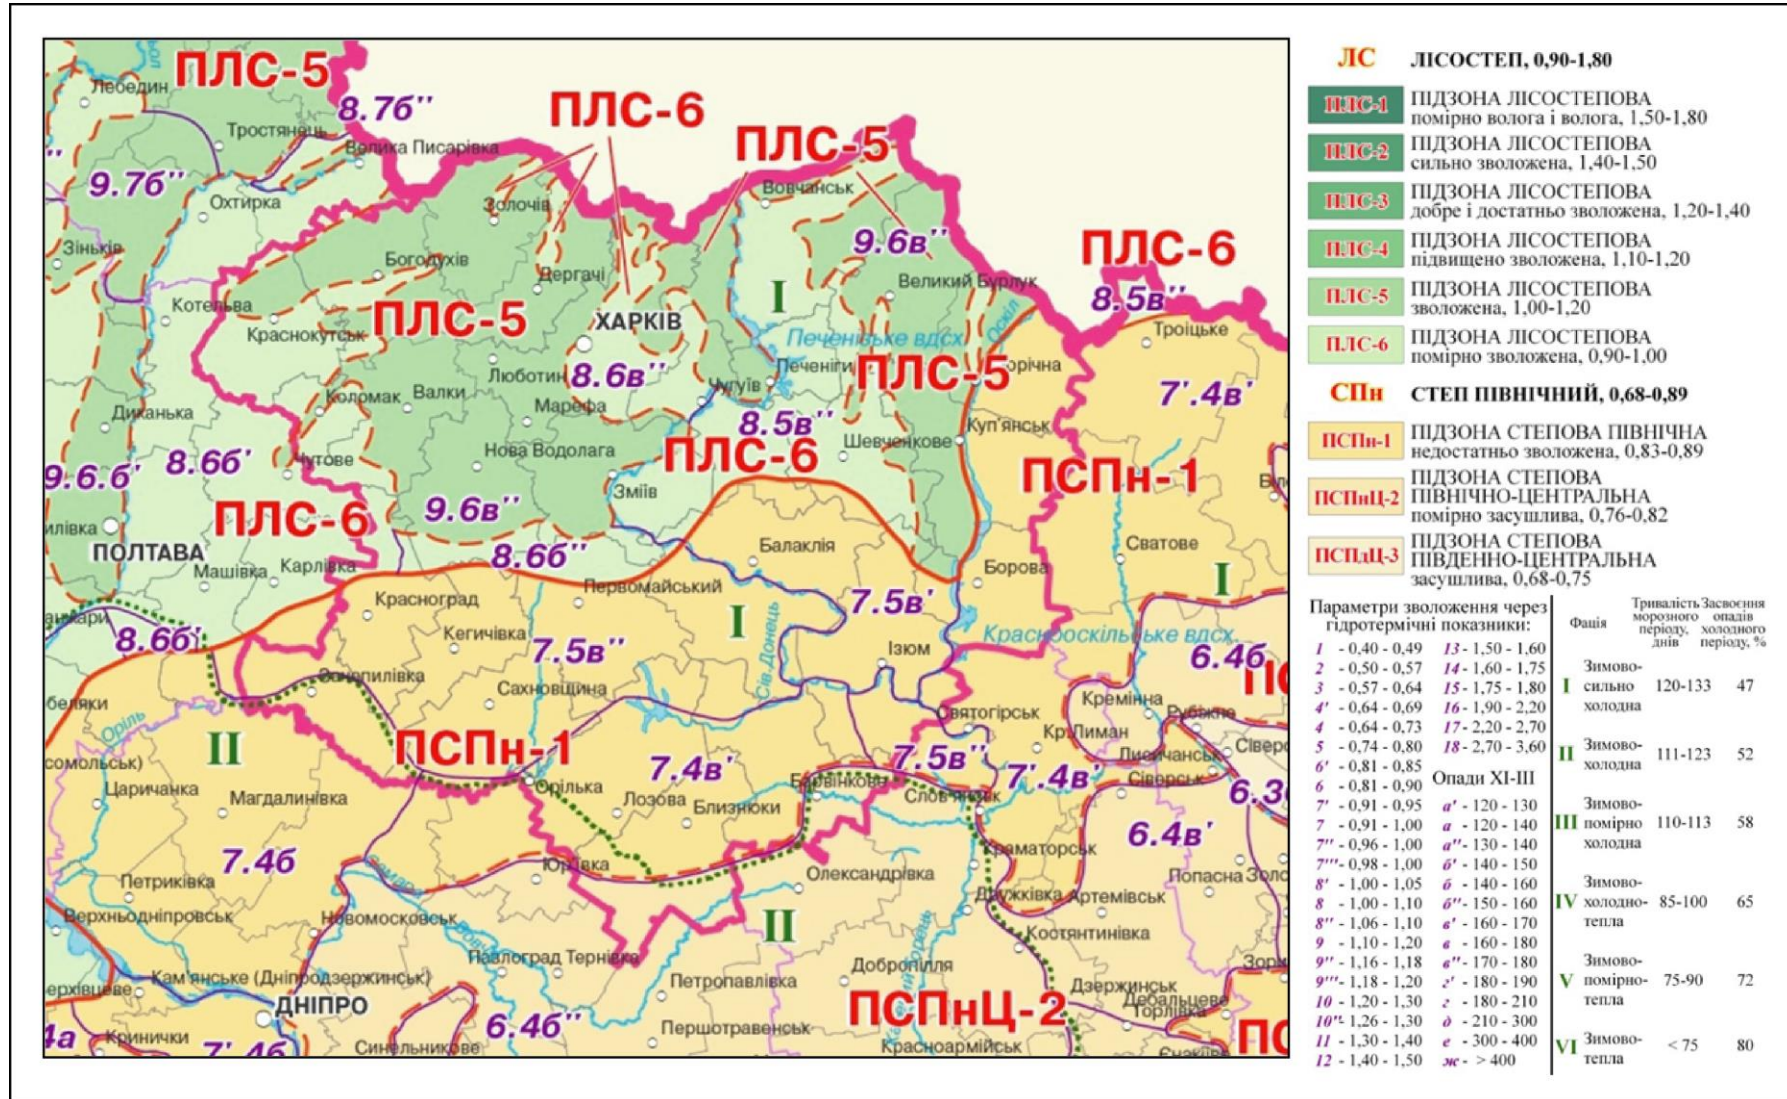 ПЛС-5
Лебедин
8.7б''
ПЛС-6
Тростянець
ПЛС-5
Велика Писарівка
9.7б''
Вовчанськ
Охтирка
Золочів
Зіньків
9.6в''
ПЛС-6
Богодухів
Дергачі
Великий Бурлук
I
8.5в''
Котельва
ПЛС-5
ХАРКІВ
Оскіл
Троїцьке
Краснокутськ
Печенізьке вдсх.
Печеніги
ПЛС-5
Люботин
8.6в''
Чугуїв
7'.4в'
Коломак
Валки
Марефа
Диканька
8.5в''
Куп'янськ
Нова Водолага
Шевченкове
ПЛС-6
8.6б'
Чутове
9.6.б'
ПСПн-1
Зміїв
ПЛС-6
9.6в''
ПОЛТАВА
8.6б''
Балаклія
Сватове
Машівка
Карлівка
Первомайський
Борова
I
Красноград
7.5в'
8.6б'
Кегичівка
I
Краснооскільське вдсх.
7.5в''
Ізюм
6.4б
Сів.Донець
Сахновщина
Кремінна
Оріль
Рубіжне
Святогірськ
II
Кр.Лиман
ПСПн-1
Лисичанськ
7.5в''
7'.4в'
7.4в'
Сіверськ
Царичанка
Орілька
Барвінкове
Магдалинівка
Лозова
Близнюки
Слов'янськ
6.4в'
7.4б
Юр'ївка
Краматорськ
Петриківка
Олександрівка
Попасна
Дружківка
Артемівськ
Верхньодніпровськ
Новомосковськ
II
Костянтинівка
Павлоград
Тернівка
Кам'янське (Дніпродзержинськ)
Петропавлівка
Добропілля
Дзержинськ
ДНІПРО
ПСПнЦ-2
Дебальцеве
Горлівка
6.4б''
Першотравенськ
Кринички
Синельникове
Красноармійськ
7'.4б
ЛС ЛІСОСТЕП, 0,90-1,80
ПЛС-1 ПІДЗОНА ЛІСОСТЕПОВА
помірно волога і волога, 1,50-1,80
ПЛС-2 ПІДЗОНА ЛІСОСТЕПОВА
сильно зволожена, 1,40-1,50
ПЛС-3 ПІДЗОНА ЛІСОСТЕПОВА
добре і достатньо зволожена, 1,20-1,40
ПЛС-4 ПІДЗОНА ЛІСОСТЕПОВА
підвищено зволожена, 1,10-1,20
ПЛС-5 ПІДЗОНА ЛІСОСТЕПОВА
зволожена, 1,00-1,20
ПЛС-6 ПІДЗОНА ЛІСОСТЕПОВА
помірно зволожена, 0,90-1,00
СПн СТЕП ПІВНІЧНИЙ, 0,68-0,89
ПСПн-1 ПІДЗОНА СТЕПОВА ПІВНІЧНА
недостатньо зволожена, 0,83-0,89
ПІДЗОНА СТЕПОВА
ПСПнЦ-2 ПІВНІЧНО-ЦЕНТРАЛЬНА
помірно засушлива, 0,76-0,82
ПІДЗОНА СТЕПОВА
ПСПдЦ-3 ПІВДЕННО-ЦЕНТРАЛЬНА
засушлива, 0,68-0,75
Параметри зволоження через
гідротермічні показники:
1 - 0,40 - 0,49
2 - 0,50 - 0,57
3 - 0,57 - 0,64
4' - 0,64 - 0,69
4 - 0,64 - 0,73
5 - 0,74 - 0,80
6' - 0,81 - 0,85
6 - 0,81 - 0,90
7' - 0,91 - 0,95
7 - 0,91 - 1,00
7'' - 0,96 - 1,00
7''' - 0,98 - 1,00
8' - 1,00 - 1,05
8 - 1,00 - 1,10
8'' - 1,06 - 1,10
9 - 1,10 - 1,20
9'' - 1,16 - 1,18
9''' - 1,18 - 1,20
10 - 1,20 - 1,30
10'' - 1,26 - 1,30
11 - 1,30 - 1,40
12 - 1,40 - 1,50
13 - 1,50 - 1,60
14 - 1,60 - 1,75
15 - 1,75 - 1,80
16 - 1,90 - 2,20
17 - 2,20 - 2,70
18 - 2,70 - 3,60
Опади XI-III
а' - 120 - 130
а - 120 - 140
а'' - 130 - 140
б' - 140 - 150
б - 140 - 160
б'' - 150 - 160
в' - 160 - 170
в - 160 - 180
в'' - 170 - 180
г' - 180 - 190
г - 180 - 210
д - 210 - 300
е - 300 - 400
ж - > 400
Фація
Тривалість
морозного
періоду,
днів
Засвоєння
опадів
холодного
періоду, %
I Зимово-
сильно
холодна 120-133 47
II Зимово-
холодна 111-123 52
III Зимово-
помірно
холодна 110-113 58
IV Зимово-
холодно-
тепла 85-100 65
V Зимово-
помірно-
тепла 75-90 72
VI Зимово-
тепла < 75 80